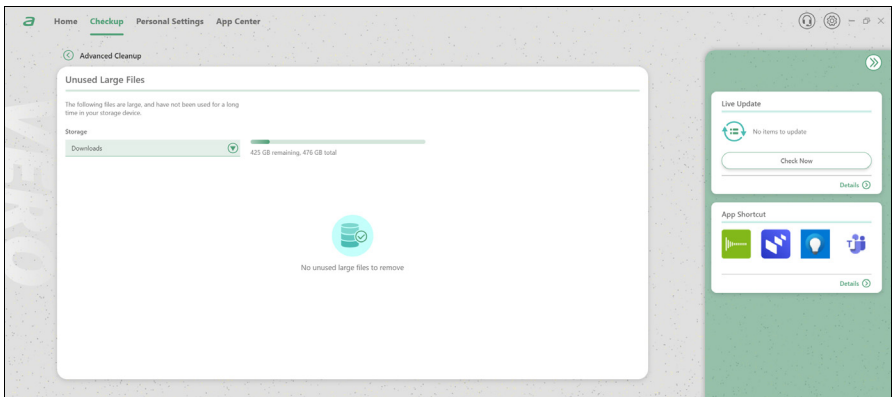 a Home Checkup Personal Settings App Center
Advanced Cleanup
Unused Large Files
The following files are large, and have not been used for a long
time in your storage device.
Storage
Downloads
425 GB remaining, 476 GB total
No unused large files to remove
VERO
Live Update
No items to update
Check Now
Details
App Shortcut
Details